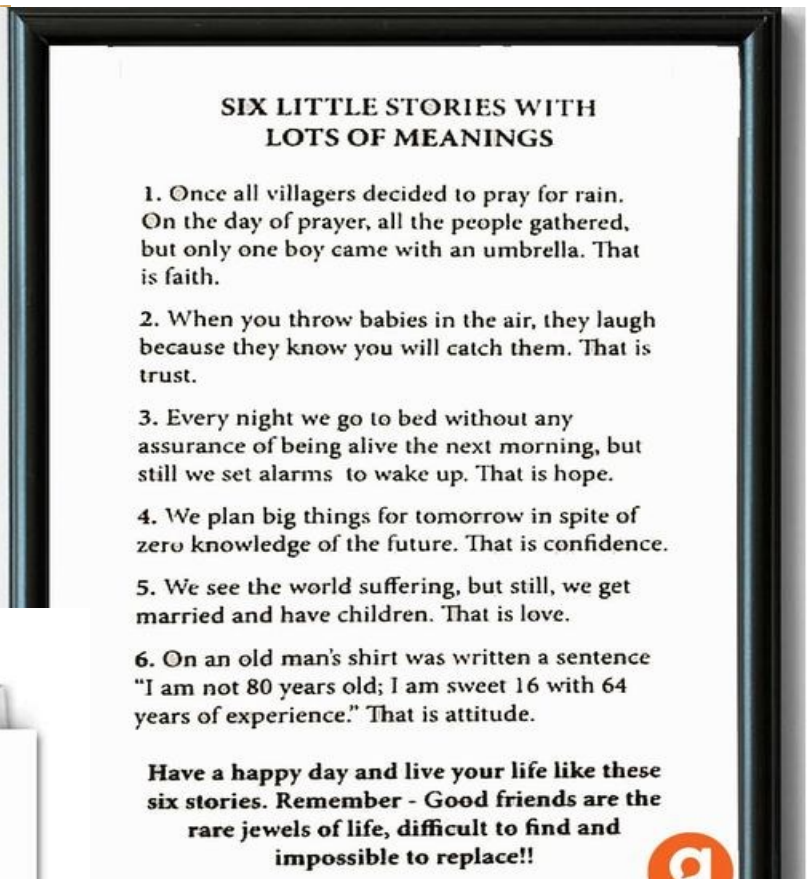 SIX LITTLE STORIES WITH
LOTS OF MEANINGS
1. Once all villagers decided to pray for rain.
On the day of prayer, all the people gathered,
but only one boy came with an umbrella. That
is faith.
2. When you throw babies in the air, they laugh
because they know you will catch them. That is
trust.
3. Every night we go to bed without any
assurance of being alive the next morning, but
still we set alarms to wake up. That is hope.
4. We plan big things for tomorrow in spite of
zero knowledge of the future. That is confidence.
5. We see the world suffering, but still, we get
married and have children. That is love.
6. On an old man's shirt was written a sentence
"I am not 80 years old; I am sweet 16 with 64
years of experience." That is attitude.
Have a happy day and live your life like these
six stories. Remember - Good friends are the
rare jewels of life, difficult to find and
impossible to replace!!